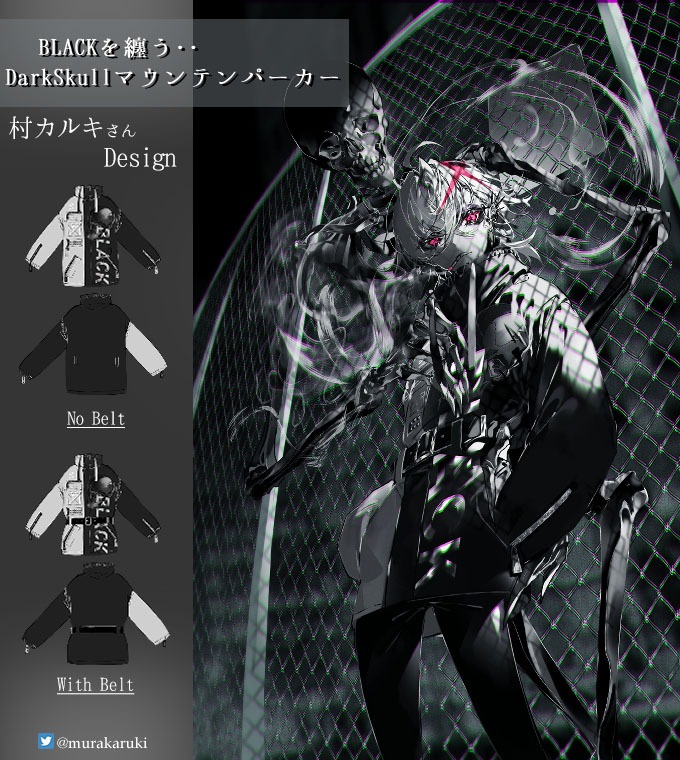 BLACKを纏う‥
DarkSkullマウンテンパーカー
村カルキさん
Design
BLACK
No Belt
BLACK
With Belt
@murakaruki